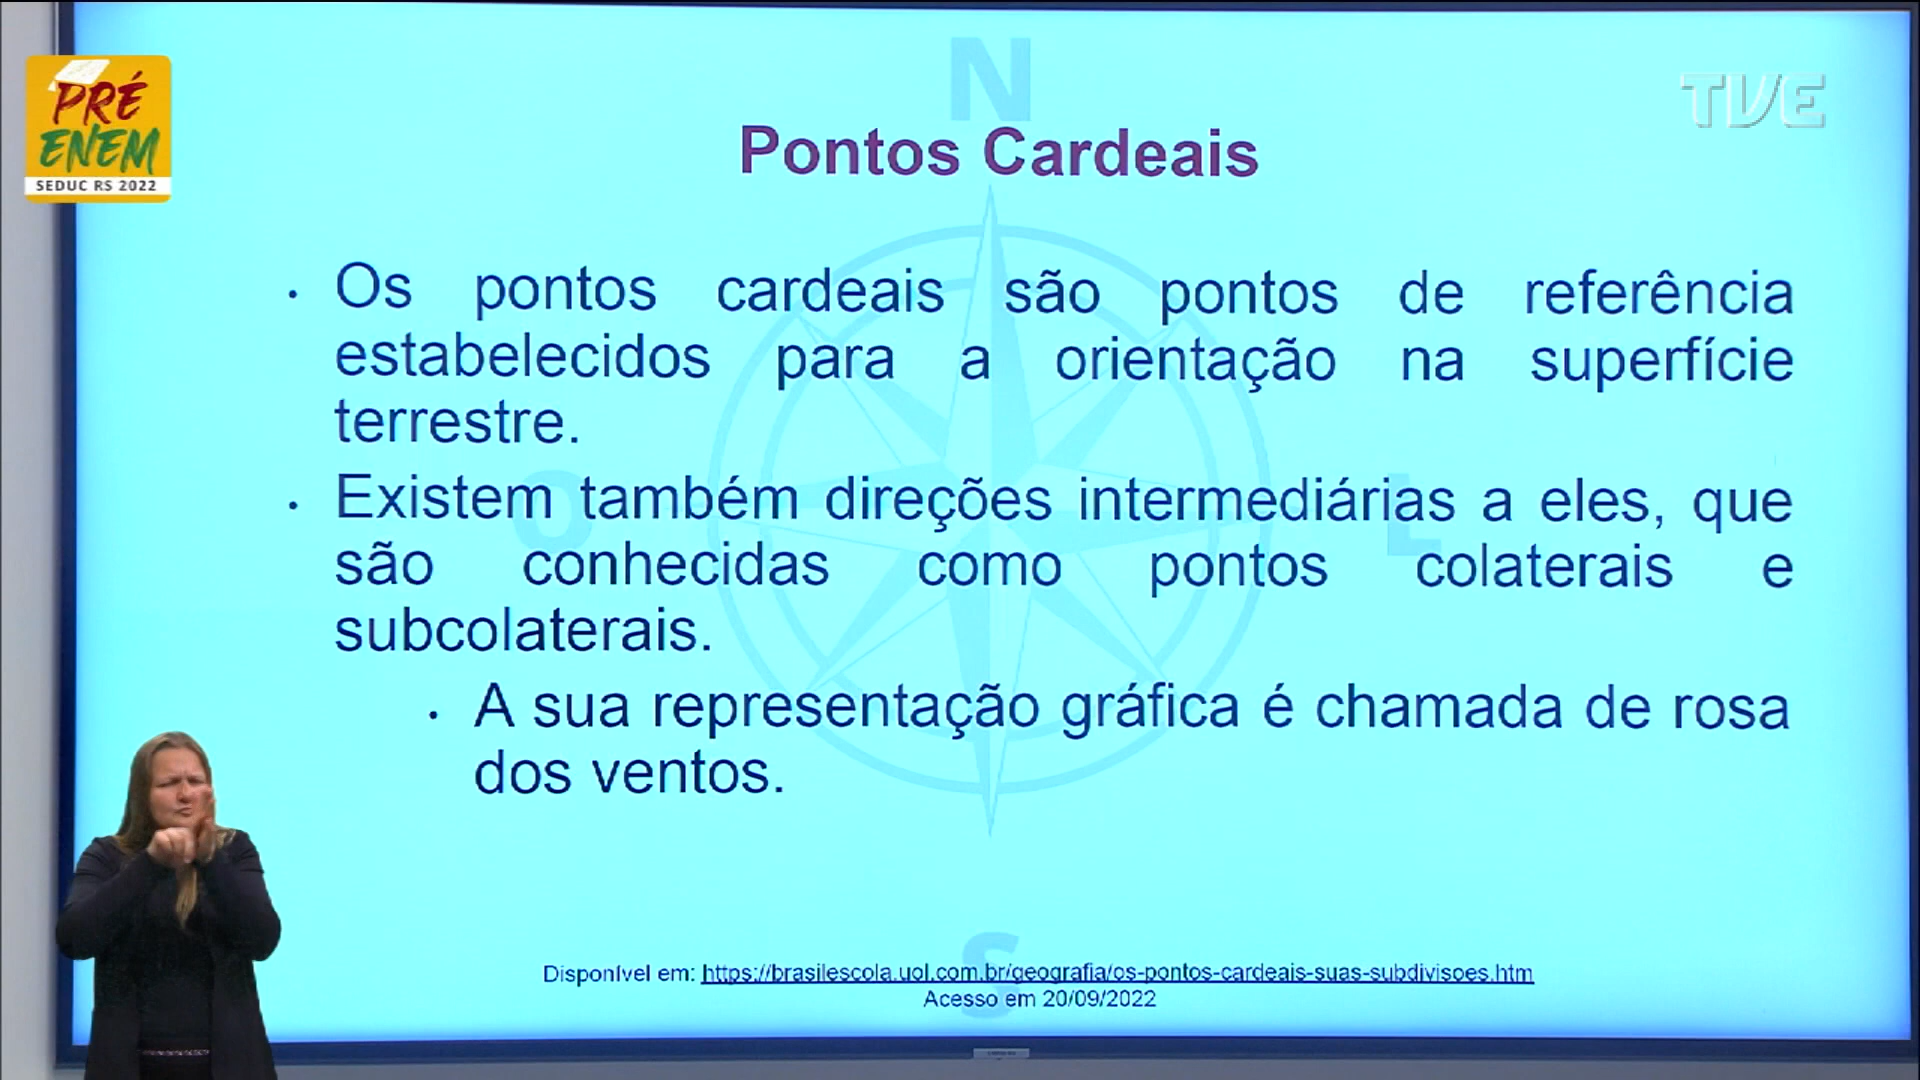 PRÉ
ENEM
SEDUC RS 2022
TVE
N
Pontos Cardeais
• Os pontos cardeais são pontos de referência
estabelecidos para a orientação na superfície
terrestre.
O
L
• Existem também direções intermediárias a eles, que
são conhecidas como pontos colaterais e
subcolaterais.
• A sua representação gráfica é chamada de rosa
dos ventos.
S
Disponível em: https://brasilescola.uol.com.br/geografia/os-pontos-cardeais-suas-subdivisoes.htm
Acesso em 20/09/2022